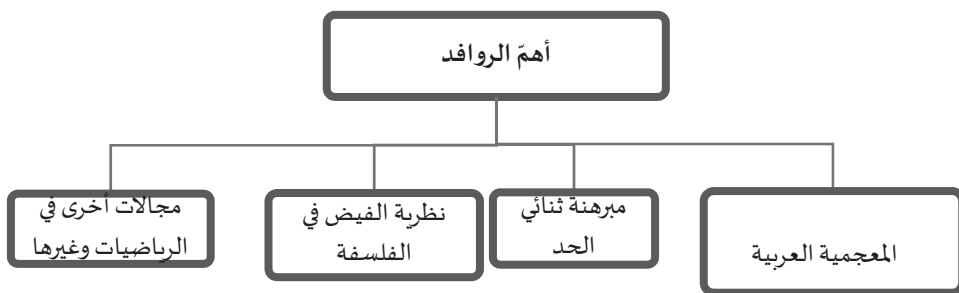 أهمّ الروافد
المعجمية العربية
مبرهنة ثنائي
الحد
نظرية الفيض في
الفلسفة
مجالات أخرى في
الرياضيات وغيرها